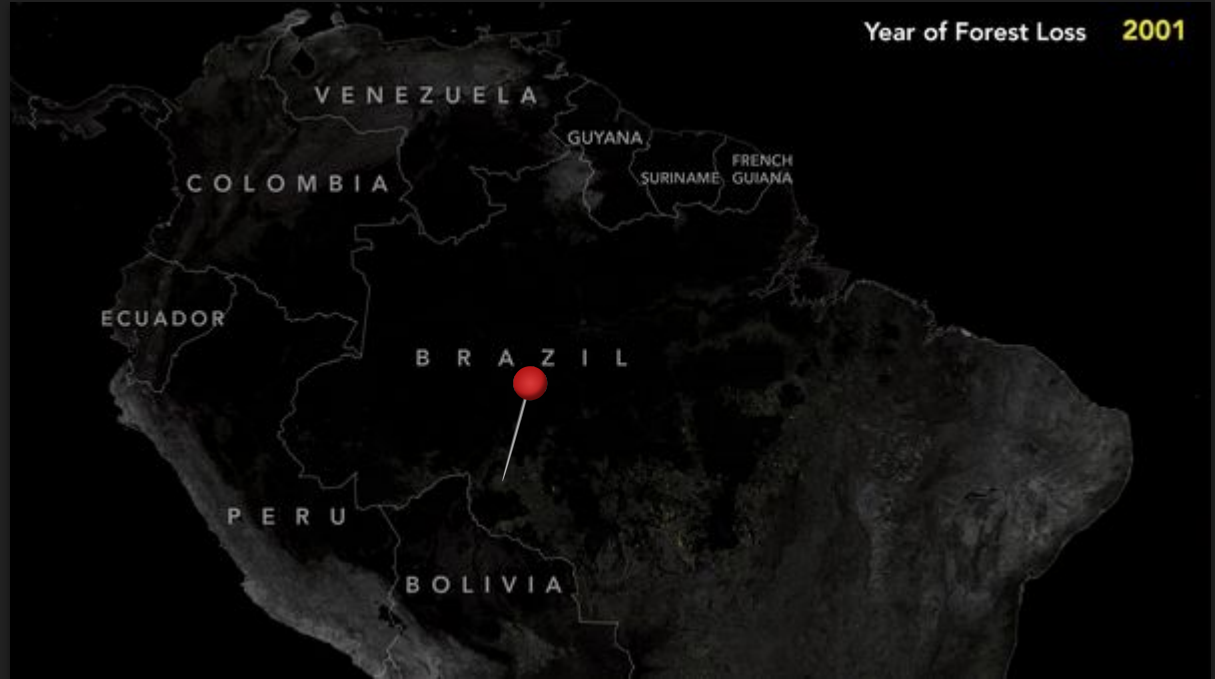 Year of Forest Loss 2001
VENEZUELA
GUYANA
FRENCH
GUIANA
SURINAME
COLOMBIA
ECUADOR
BRAZIL
PERU
BOLIVIA